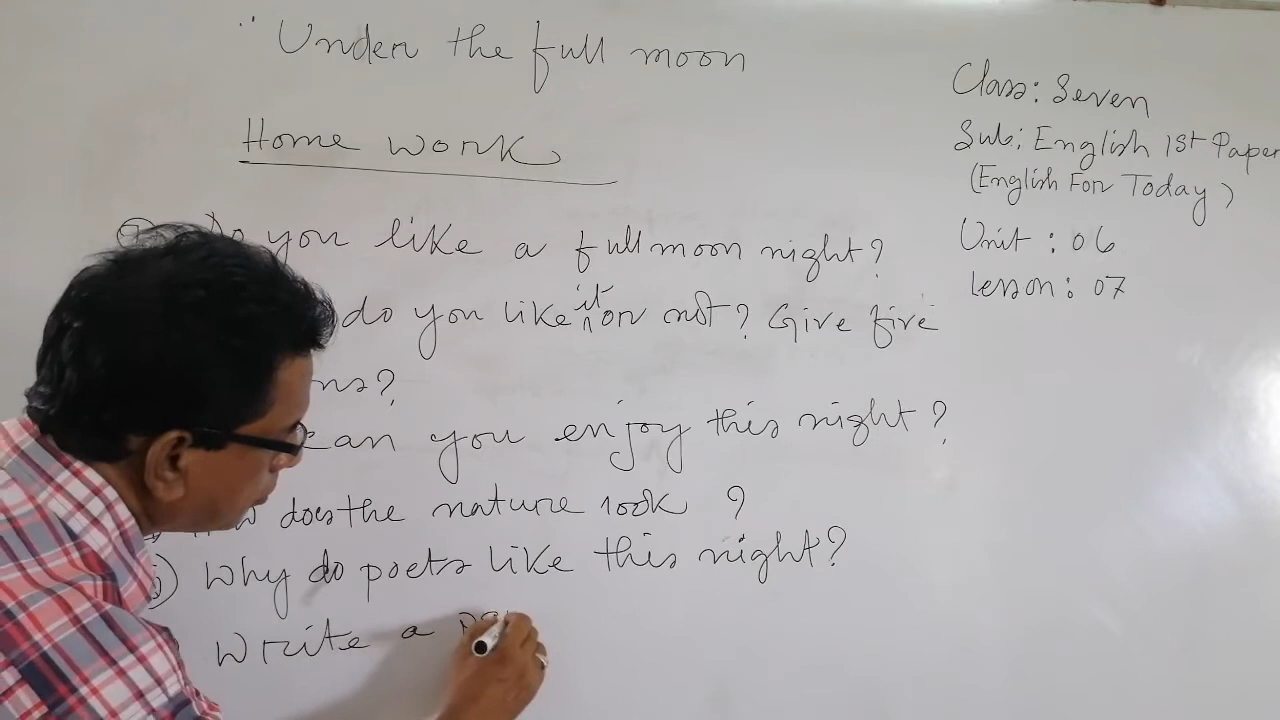 "Under the full moon
Home work
Do you like a full moon night?
do you like it or not? Give five
ns?
can you enjoy this night?
does the nature look ?
Why do poets like this night?
Write a
Class: Seven
Sub: English 1st Paper
(English For Today)
Unit : 06
Lesson: 07